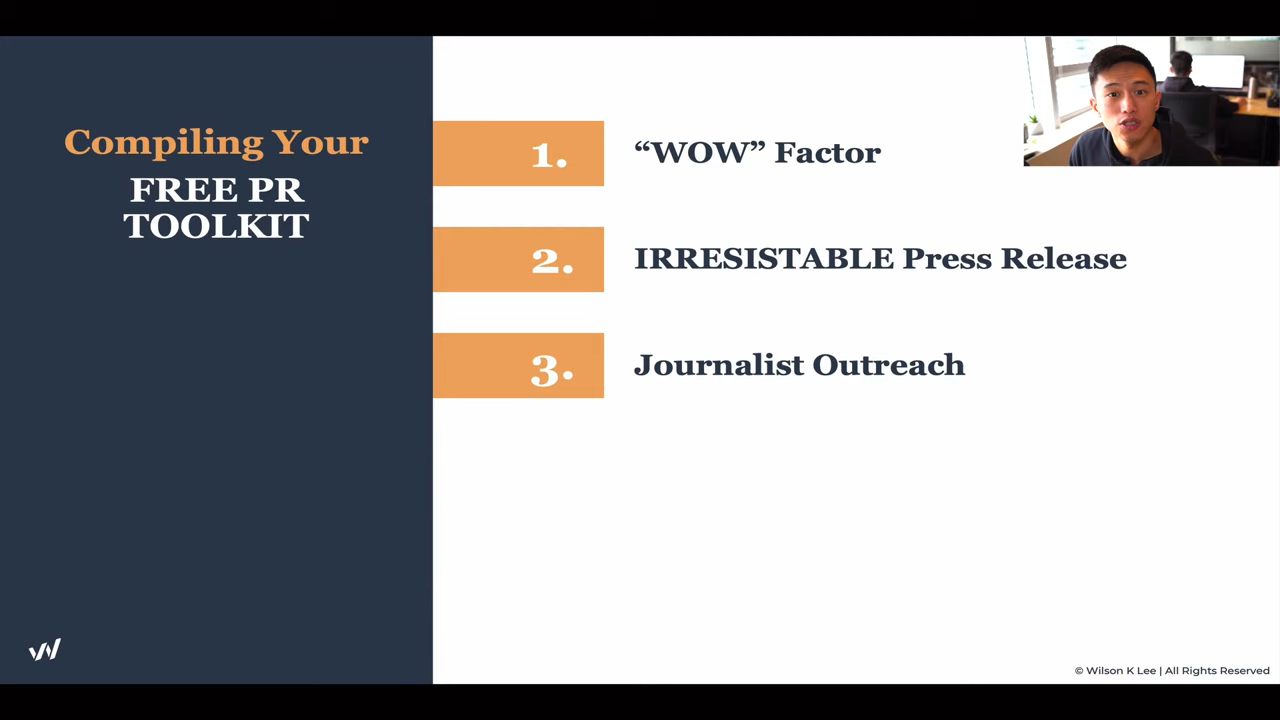 Compiling Your
FREE PR
TOOLKIT
1.
“WOW” Factor
2.
IRRESISTABLE Press Release
3.
Journalist Outreach
© Wilson K Lee | All Rights Reserved